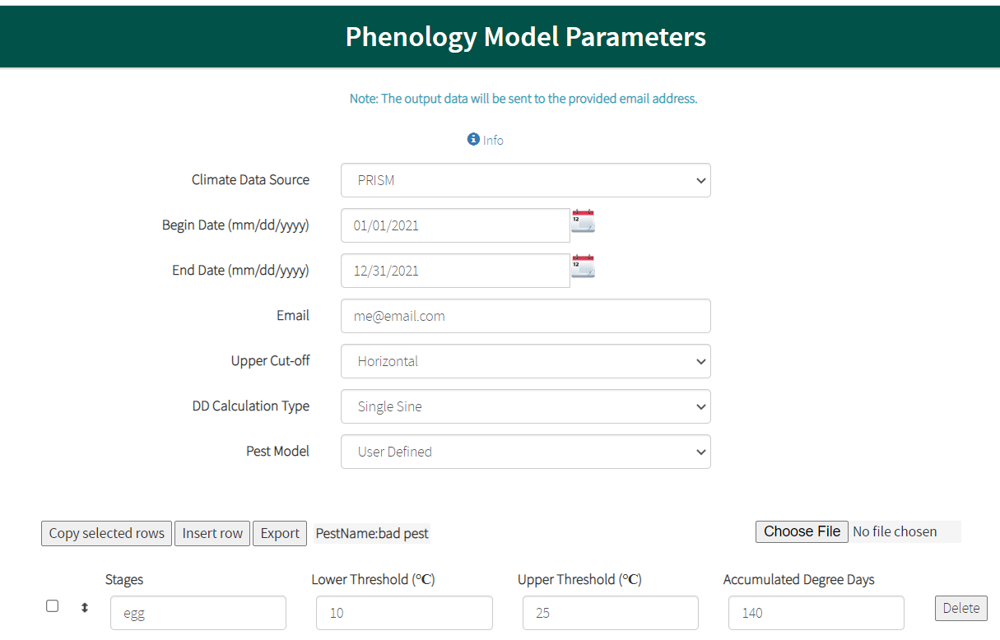 Phenology Model Parameters
Note: The output data will be sent to the provided email address.
Info
Climate Data Source PRISM
Begin Date (mm/dd/yyyy) 01/01/2021
End Date (mm/dd/yyyy) 12/31/2021
Email me@email.com
Upper Cut-off Horizontal
DD Calculation Type Single Sine
Pest Model User Defined
Copy selected rows Insert row Export PestName:bad pest Choose File No file chosen
Stages Lower Threshold (°C) Upper Threshold (°C) Accumulated Degree Days
egg 10 25 140 Delete